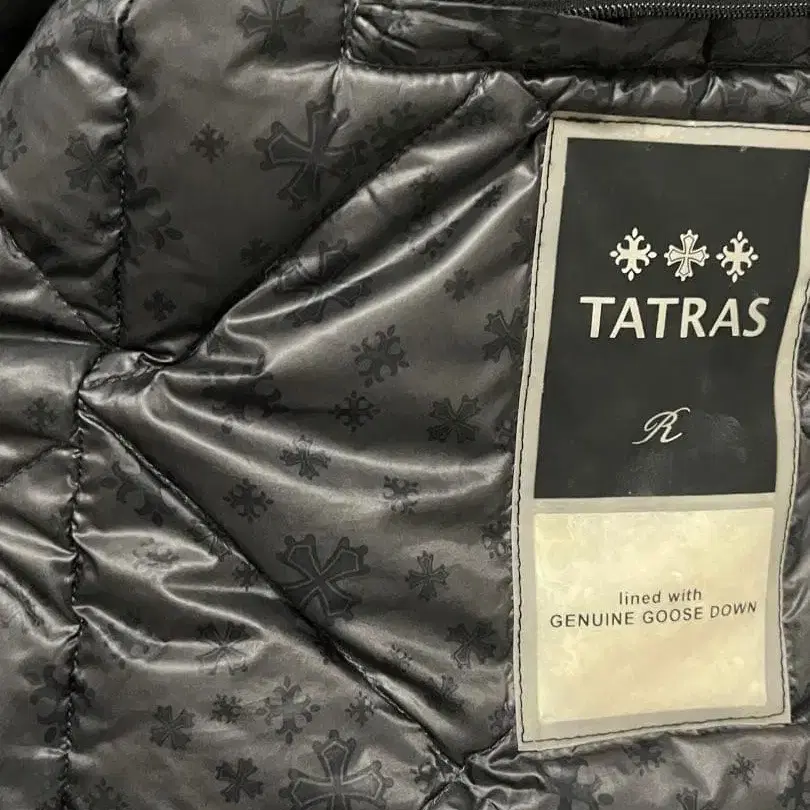 TATRAS
R
lined with
GENUINE GOOSE DOWN